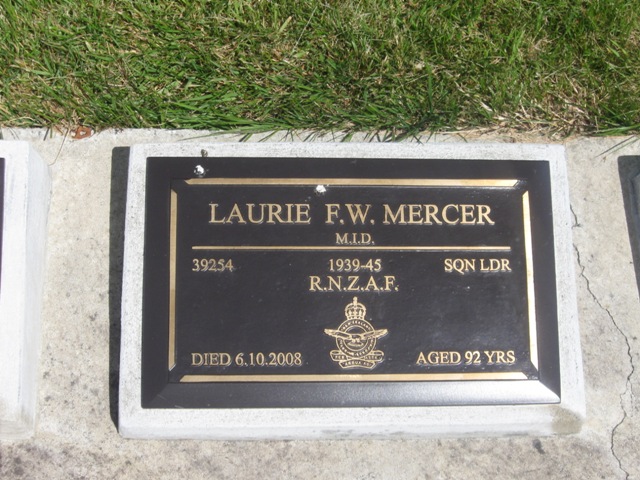 LAURIE F.W. MERCER
M.I.D.
39254 1939-45 SQN LDR
R.N.Z.A.F.
DIED 6.10.2008 AGED 92 YRS